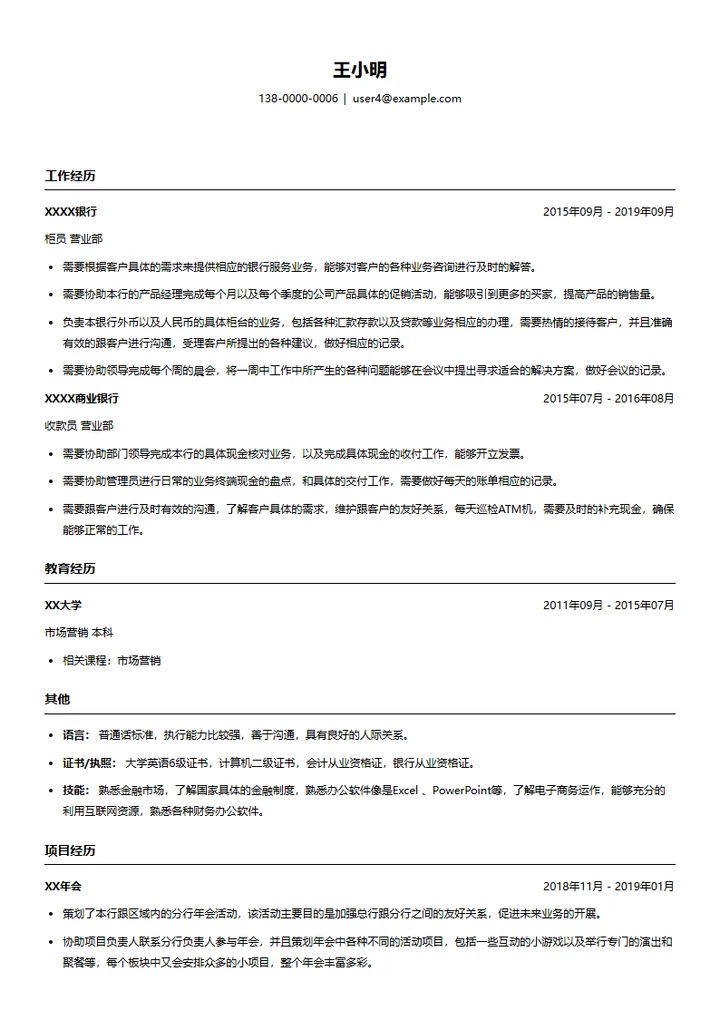 王小明
138-0000-0006 | user4@example.com
工作经历
XXXX银行 2015年09月 - 2019年09月
柜员 营业部
• 需要根据客户具体的需求来提供相应的银行服务业务，能够对客户的各种业务咨询进行及时的解答。
• 需要协助本行的产品经理完成每个月以及每个季度的公司产品具体的促销活动，能够吸引到更多的买家，提高产品的销售量。
• 负责本银行外币以及人民币的具体柜台的业务，包括各种汇款存款以及贷款等业务相应的办理，需要热情的接待客户，并且准确
有效的跟客户进行沟通，受理客户所提出的各种建议，做好相应的记录。
• 需要协助领导完成每个周的晨会，将一周中工作中所产生的各种问题能够在会议中提出寻求适合的解决方案，做好会议的记录。
XXXX商业银行 2015年07月 - 2016年08月
收款员 营业部
• 需要协助部门领导完成本行的具体现金核对业务，以及完成具体现金的收付工作，能够开立发票。
• 需要协助管理员进行日常的业务终端现金的盘点，和具体的交付工作，需要做好每天的账单相应的记录。
• 需要跟客户进行及时有效的沟通，了解客户具体的需求，维护跟客户的友好关系，每天巡检ATM机，需要及时的补充现金，确保
能够正常的工作。
教育经历
XX大学 2011年09月 - 2015年07月
市场营销 本科
• 相关课程：市场营销
其他
• 语言： 普通话标准，执行能力比较强，善于沟通，具有良好的人际关系。
• 证书/执照： 大学英语6级证书，计算机二级证书，会计从业资格证，银行从业资格证。
• 技能： 熟悉金融市场，了解国家具体的金融制度，熟悉办公软件像是Excel 、PowerPoint等，了解电子商务运作，能够充分的
利用互联网资源，熟悉各种财务办公软件。
项目经历
XX年会 2018年11月 - 2019年01月
• 策划了本行跟区域内的分行年会活动，该活动主要目的是加强总行跟分行之间的友好关系，促进未来业务的开展。
• 协助项目负责人联系分行负责人参与年会，并且策划年会中各种不同的活动项目，包括一些互动的小游戏以及举行专门的演出和
聚餐等，每个板块中又会安排众多的小项目，整个年会丰富多彩。